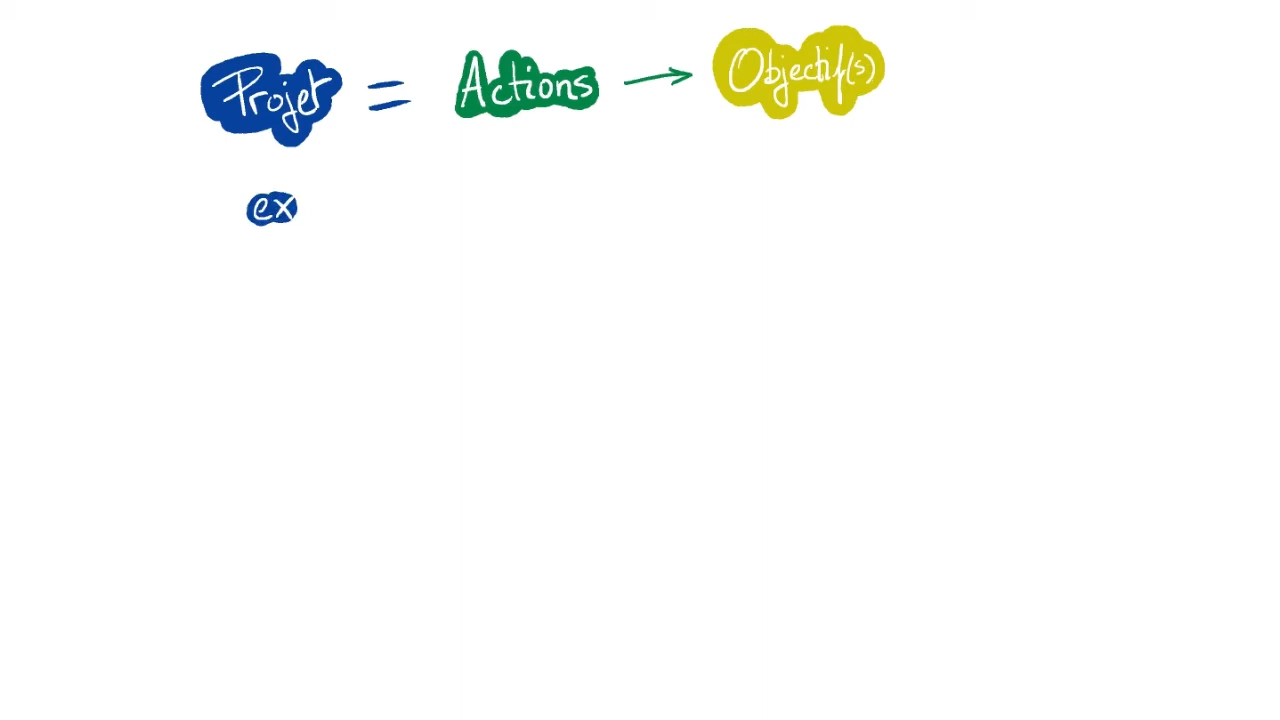 Projet = Actions → Objectif(s)
ex